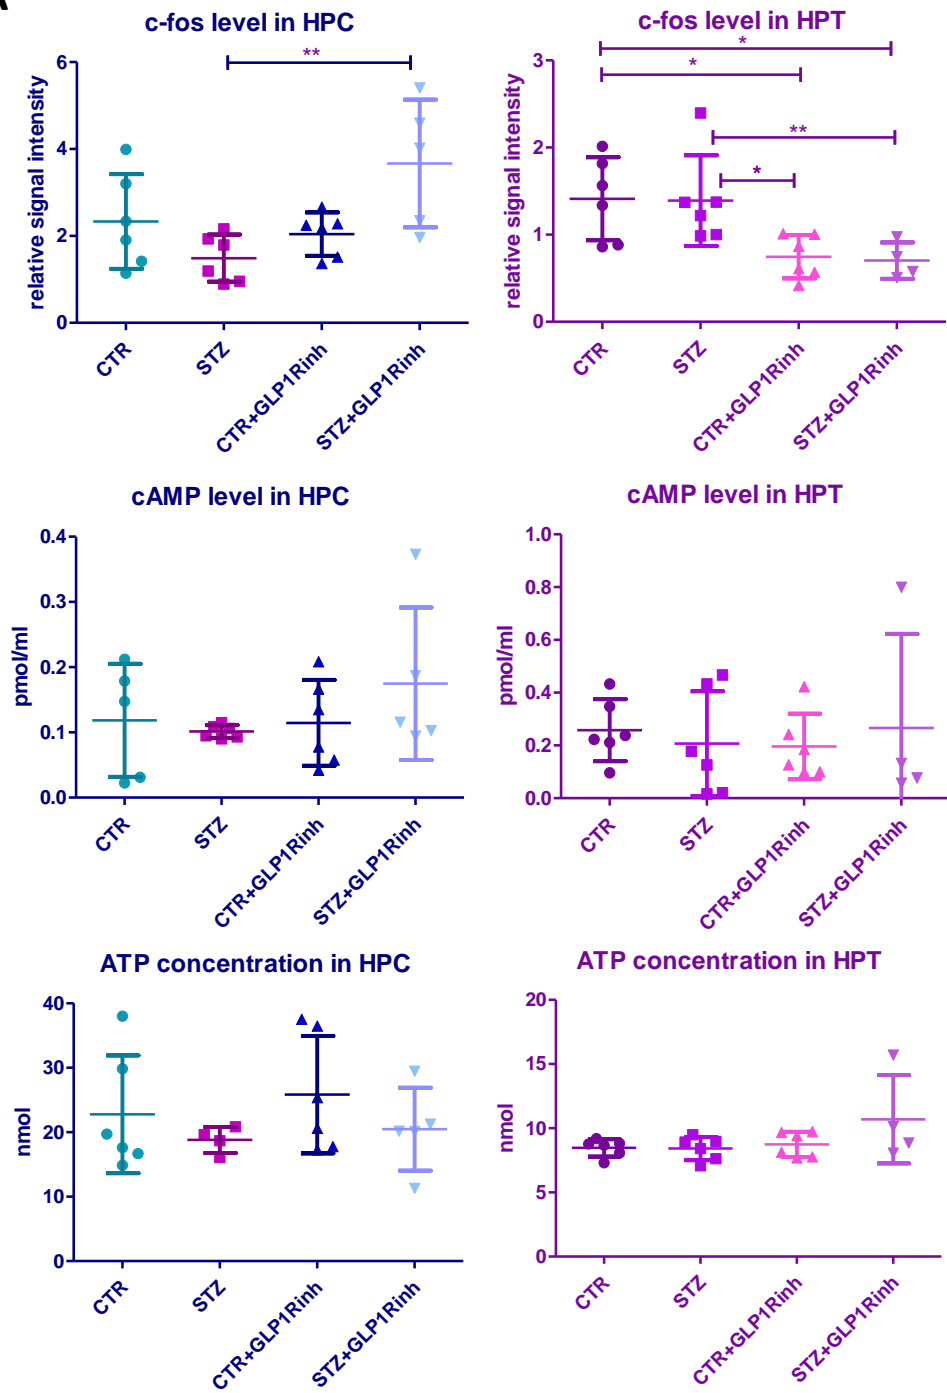 c-fos level in HPC
relative signal intensity
6
4
2
0
**
CTR
STZ
CTR+GLP1Rinh
STZ+GLP1Rinh
c-fos level in HPT
relative signal intensity
3
2
1
0
*
*
**
*
CTR
STZ
CTR+GLP1Rinh
STZ+GLP1Rinh
cAMP level in HPC
pmol/ml
0.4
0.3
0.2
0.1
0.0
CTR
STZ
CTR+GLP1Rinh
STZ+GLP1Rinh
cAMP level in HPT
pmol/ml
1.0
0.8
0.6
0.4
0.2
0.0
CTR
STZ
CTR+GLP1Rinh
STZ+GLP1Rinh
ATP concentration in HPC
nmol
40
30
20
10
0
CTR
STZ
CTR+GLP1Rinh
STZ+GLP1Rinh
ATP concentration in HPT
nmol
20
15
10
5
0
CTR
STZ
CTR+GLP1Rinh
STZ+GLP1Rinh